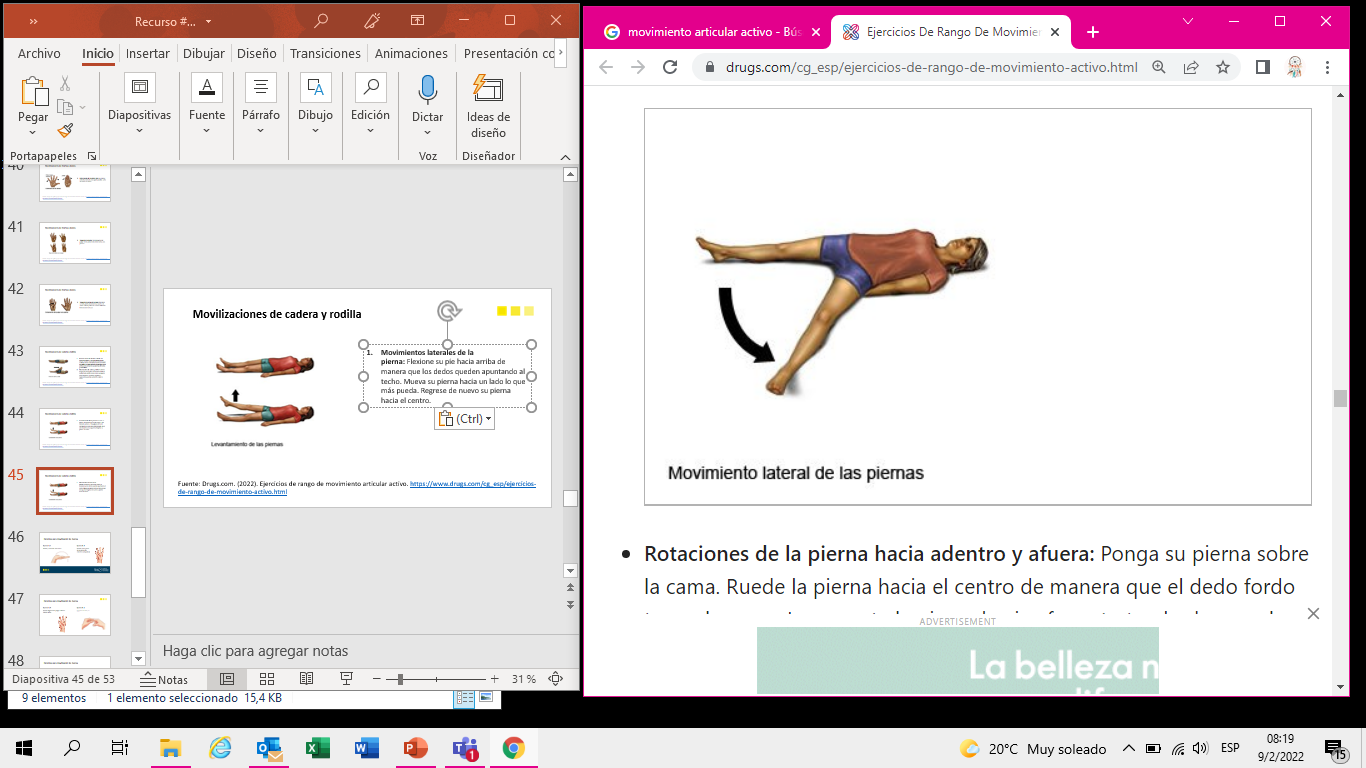 Recurso #...
Archivo
Inicio
Insertar
Dibujar
Diseño
Transiciones
Animaciones
Presentación co
Pegar
Diapositivas
Fuente
Párrafo
Dibujo
Edición
Dictar
Ideas de
diseño
Portapapeles
Voz
Diseñador
40
41
42
43
44
45
46
47
48
Movilizaciones de cadera y rodilla
1. Movimientos laterales de la
pierna: Flexione su pie hacia arriba de
manera que los dedos queden apuntando al
techo. Mueva su pierna hacia un lado lo que
más pueda. Regrese de nuevo su pierna
hacia el centro.
(Ctrl)
Levantamiento de las piernas
Fuente: Drugs.com. (2022). Ejercicios de rango de movimiento articular activo. https://www.drugs.com/cg_esp/ejercicios-
de-rango-de-movimiento-activo.html
Haga clic para agregar notas
Diapositiva 45 de 53
Notas
31 %
9 elementos
1 elemento seleccionado 15,4 KB
movimiento articular activo - Bús
Ejercicios De Rango De Movimien
drugs.com/cg_esp/ejercicios-de-rango-de-movimiento-activo.html
Movimiento lateral de las piernas
• Rotaciones de la pierna hacia adentro y afuera: Ponga su pierna sobre
la cama. Ruede la pierna hacia el centro de manera que el dedo fordo
ADVERTISEMENT
La belleza n
20°C Muy soleado
ESP
08:19
9/2/2022
1
15